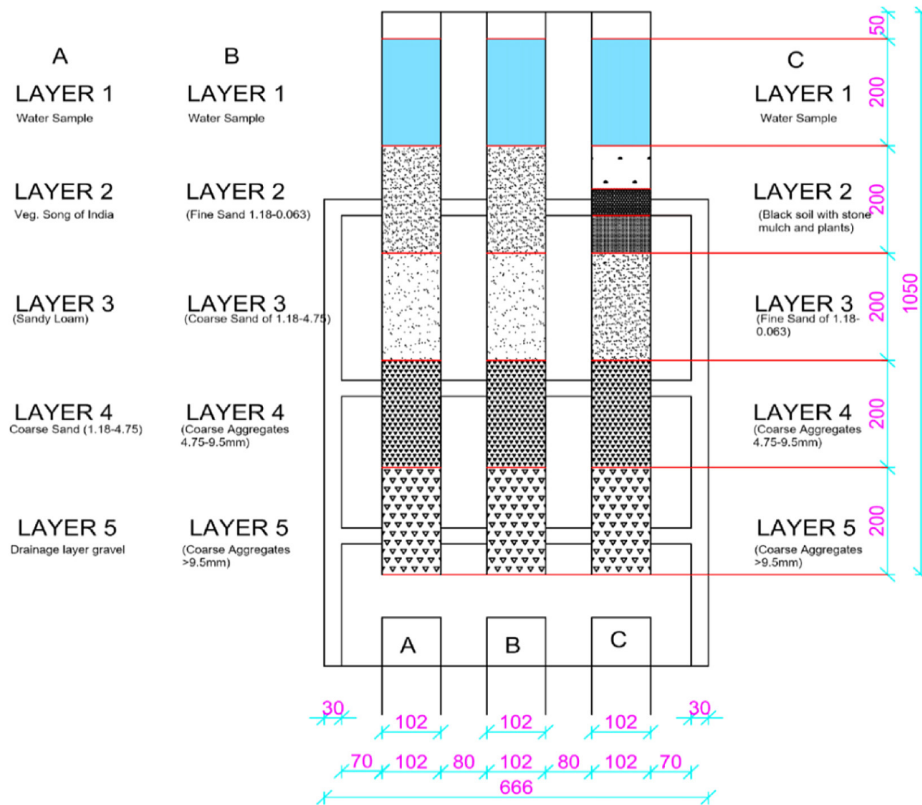 A
B
C
LAYER 1
Water Sample
LAYER 1
Water Sample
LAYER 1
Water Sample
LAYER 2
Veg. Song of India
LAYER 2
(Fine Sand 1.18-0.063)
LAYER 2
(Black soil with stone
mulch and plants)
LAYER 3
(Sandy Loam)
LAYER 3
(Coarse Sand of 1.18-4.75)
LAYER 3
(Fine Sand of 1.18-
0.063)
LAYER 4
Coarse Sand (1.18-4.75)
LAYER 4
(Coarse Aggregates
4.75-9.5mm)
LAYER 4
(Coarse Aggregates
4.75-9.5mm)
LAYER 5
Drainage layer gravel
LAYER 5
(Coarse Aggregates
>9.5mm)
LAYER 5
(Coarse Aggregates
>9.5mm)
50
200
200
200
200
200
1050
A
B
C
30
102
102
102
30
70
102
80
102
80
102
70
666